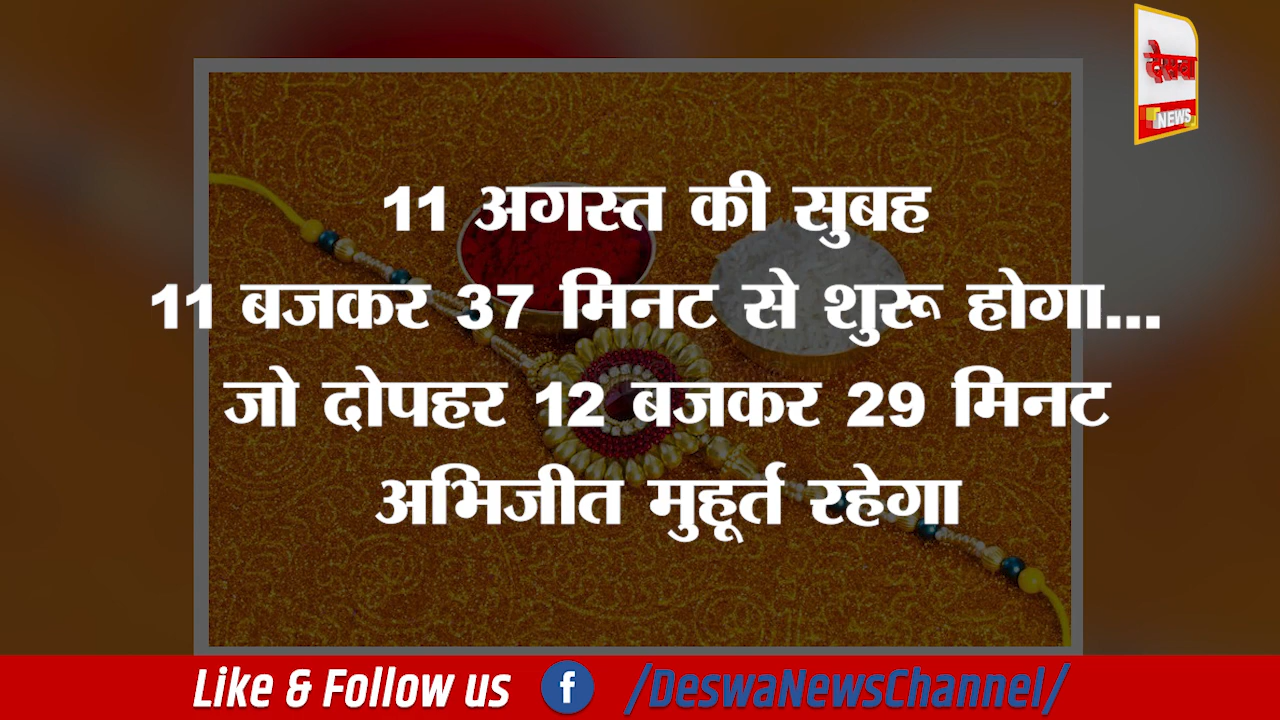 देसवा
NEWS
11 अगस्त की सुबह
11 बजकर 37 मिनट से शुरू होगा...
जो दोपहर 12 बजकर 29 मिनट
अभिजीत मुहूर्त रहेगा
Like & Follow us f /DeswaNewsChannel/